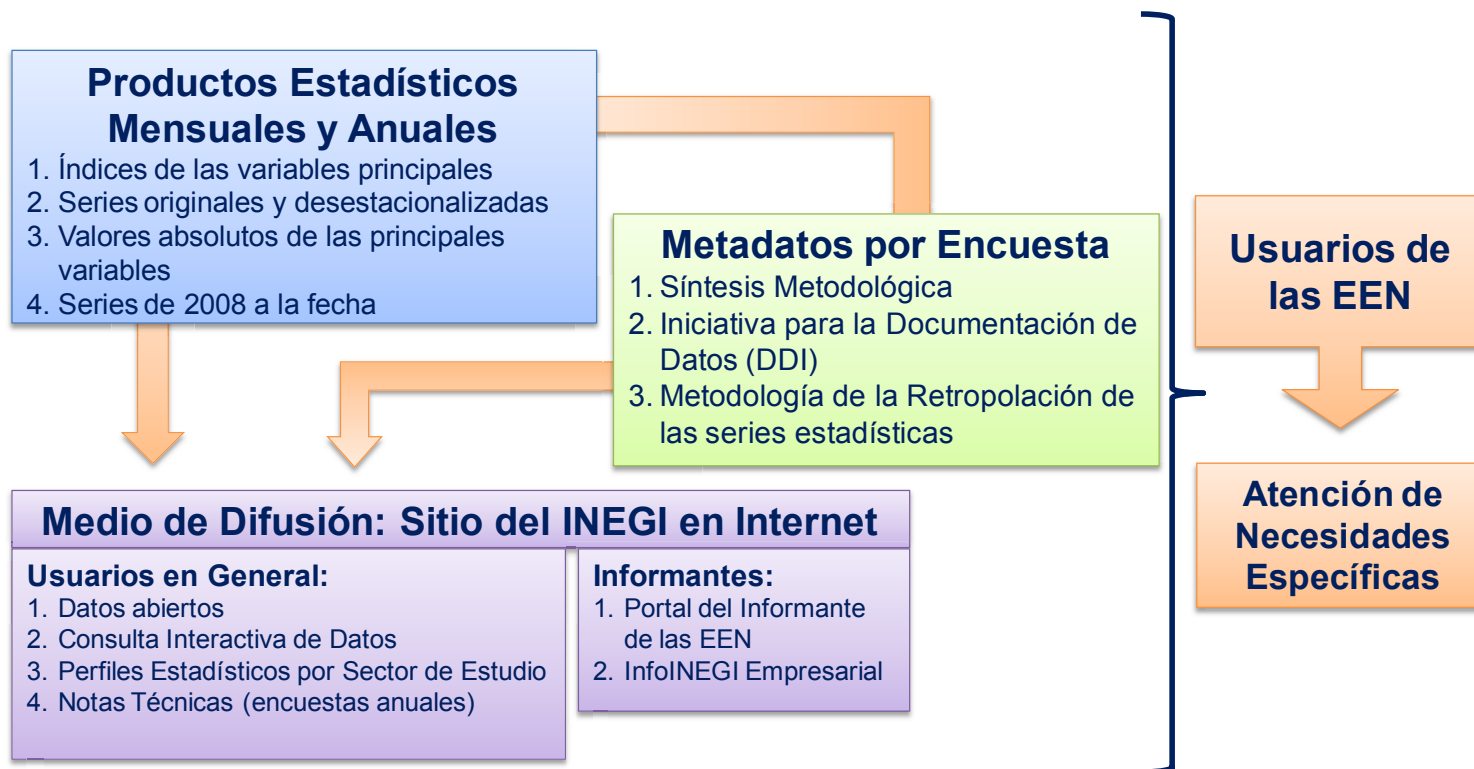 Productos Estadísticos
Mensuales y Anuales
1. Índices de las variables principales
2. Series originales y desestacionalizadas
3. Valores absolutos de las principales
variables
4. Series de 2008 a la fecha
Metadatos por Encuesta
1. Síntesis Metodológica
2. Iniciativa para la Documentación de
Datos (DDI)
3. Metodología de la Retropolación de
las series estadísticas
Medio de Difusión: Sitio del INEGI en Internet
Usuarios en General:
1. Datos abiertos
2. Consulta Interactiva de Datos
3. Perfiles Estadísticos por Sector de Estudio
4. Notas Técnicas (encuestas anuales)
Informantes:
1. Portal del Informante
de las EEN
2. InfoINEGI Empresarial
Usuarios de
las EEN
Atención de
Necesidades
Específicas